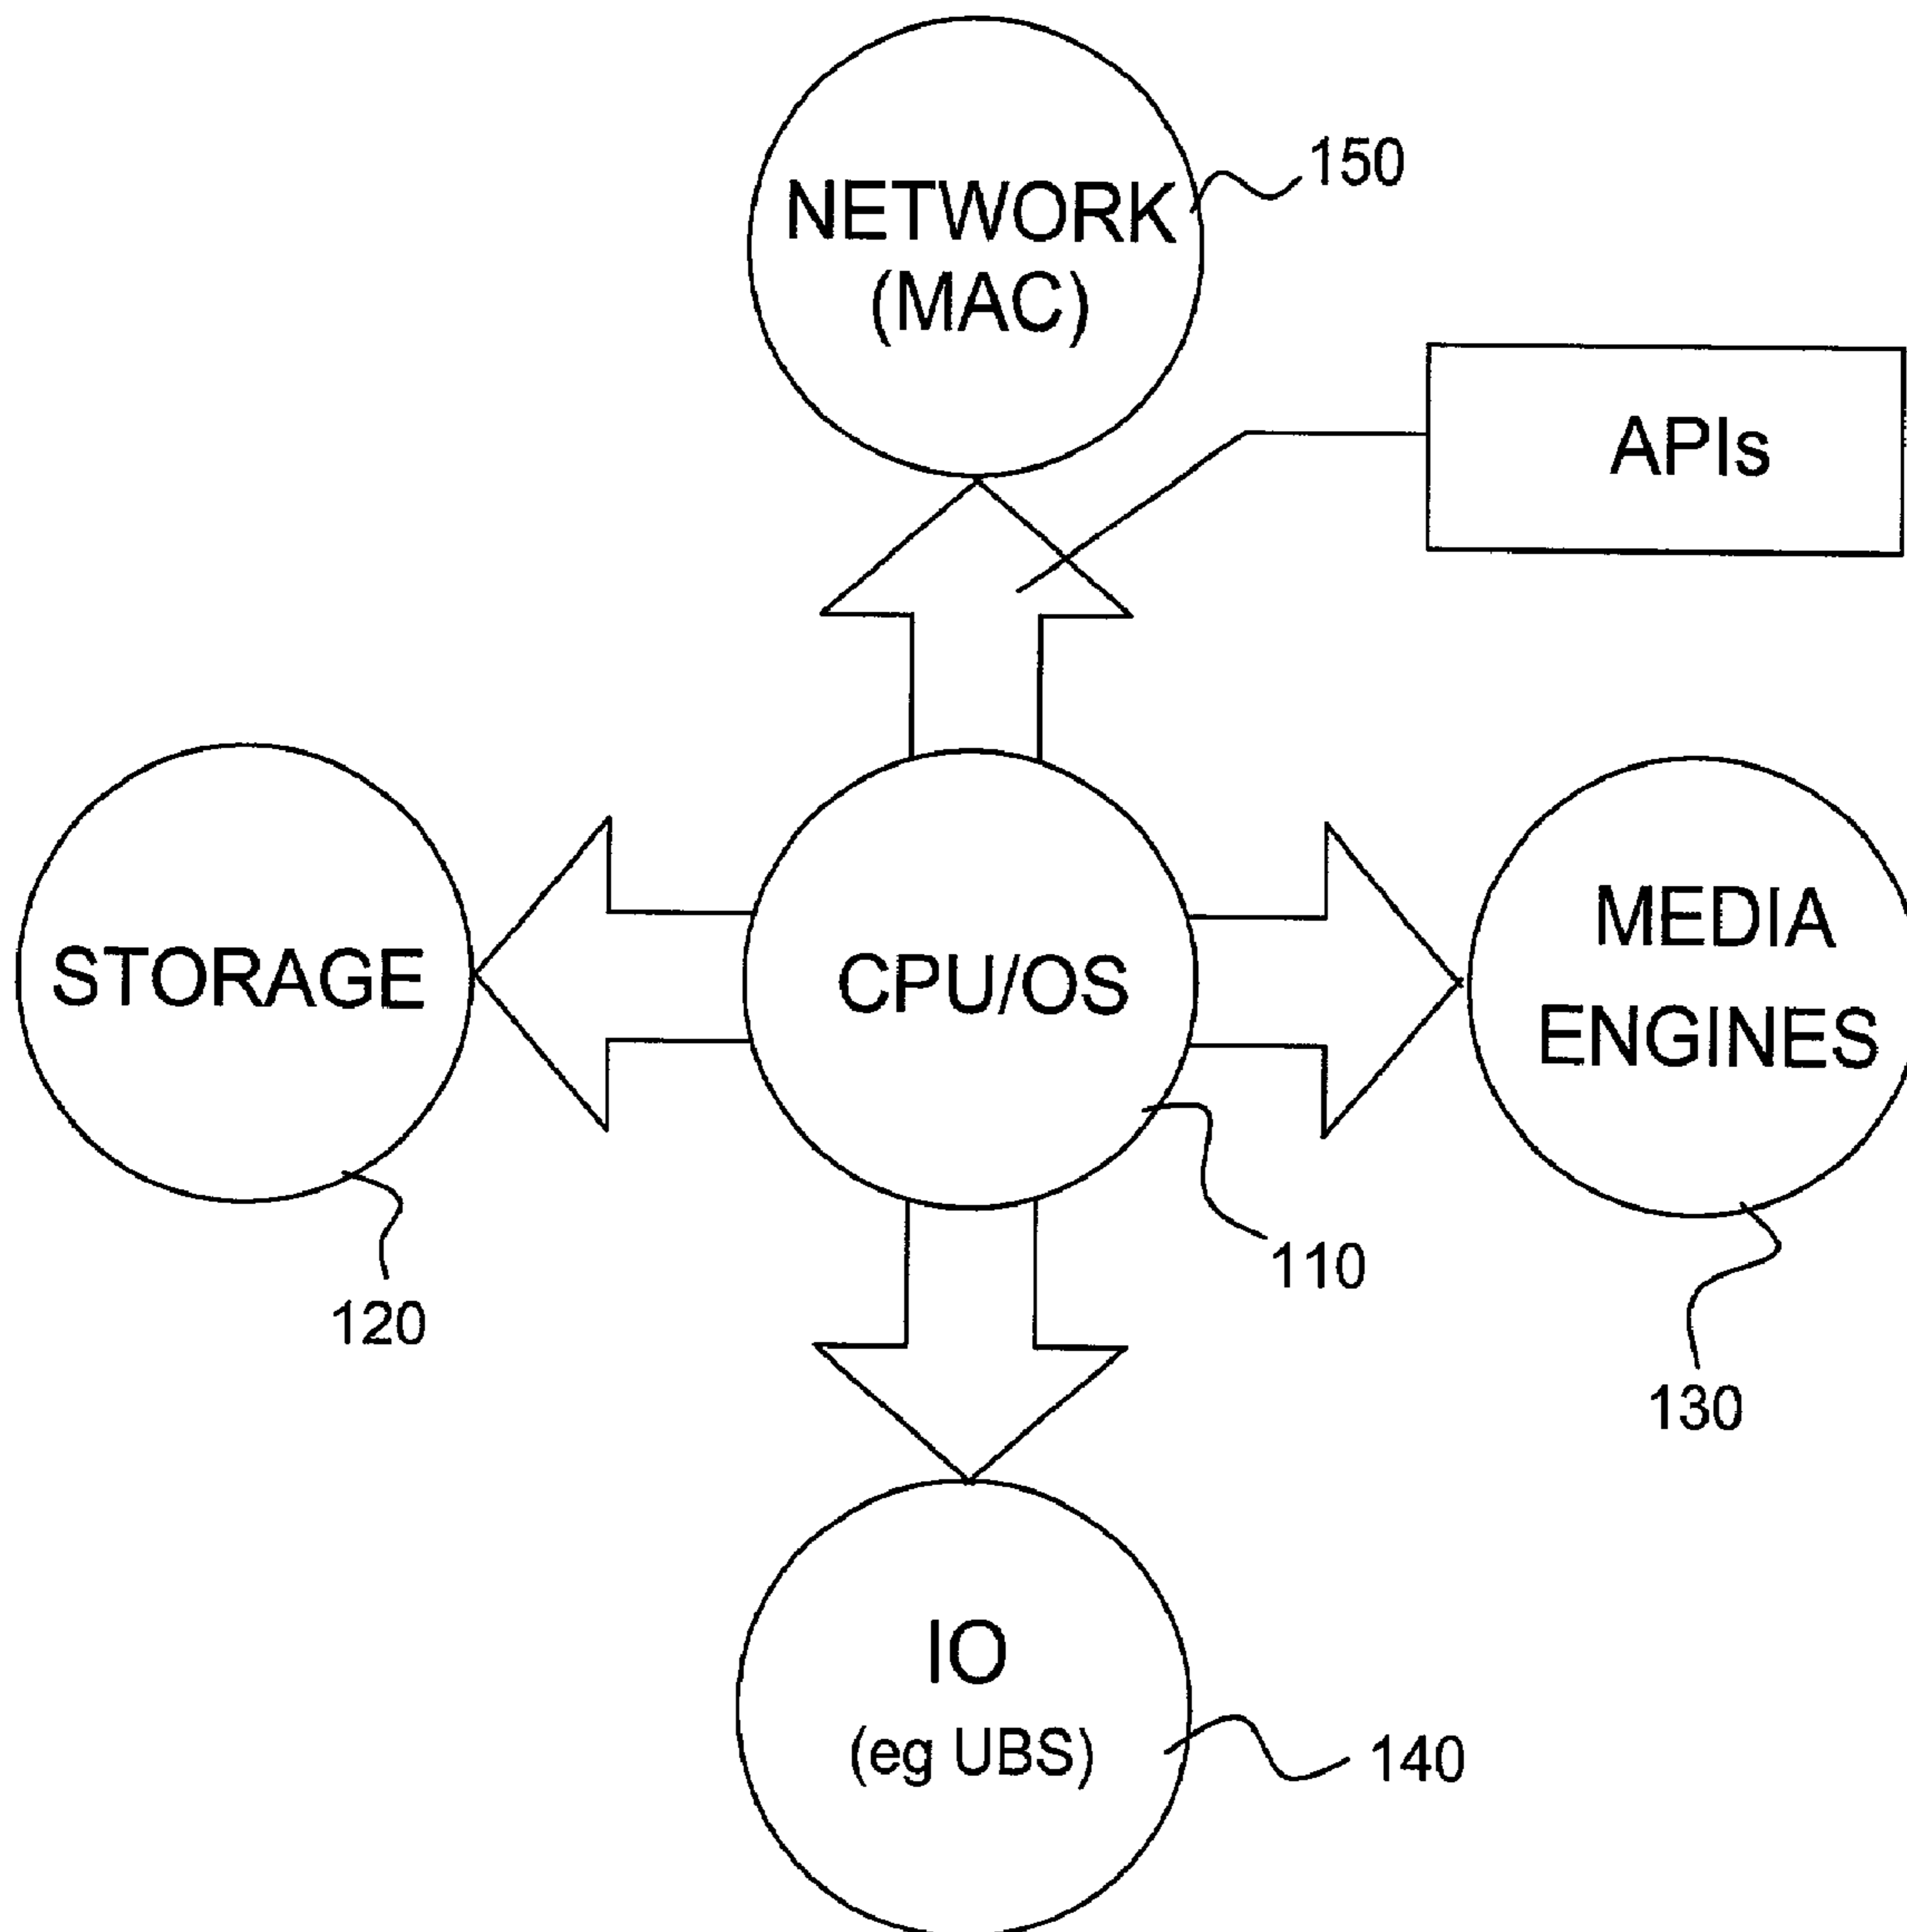 NETWORK
(MAC)
150
APIs
STORAGE
CPU/OS
MEDIA
ENGINES
110
120
130
IO
(eg UBS)
140